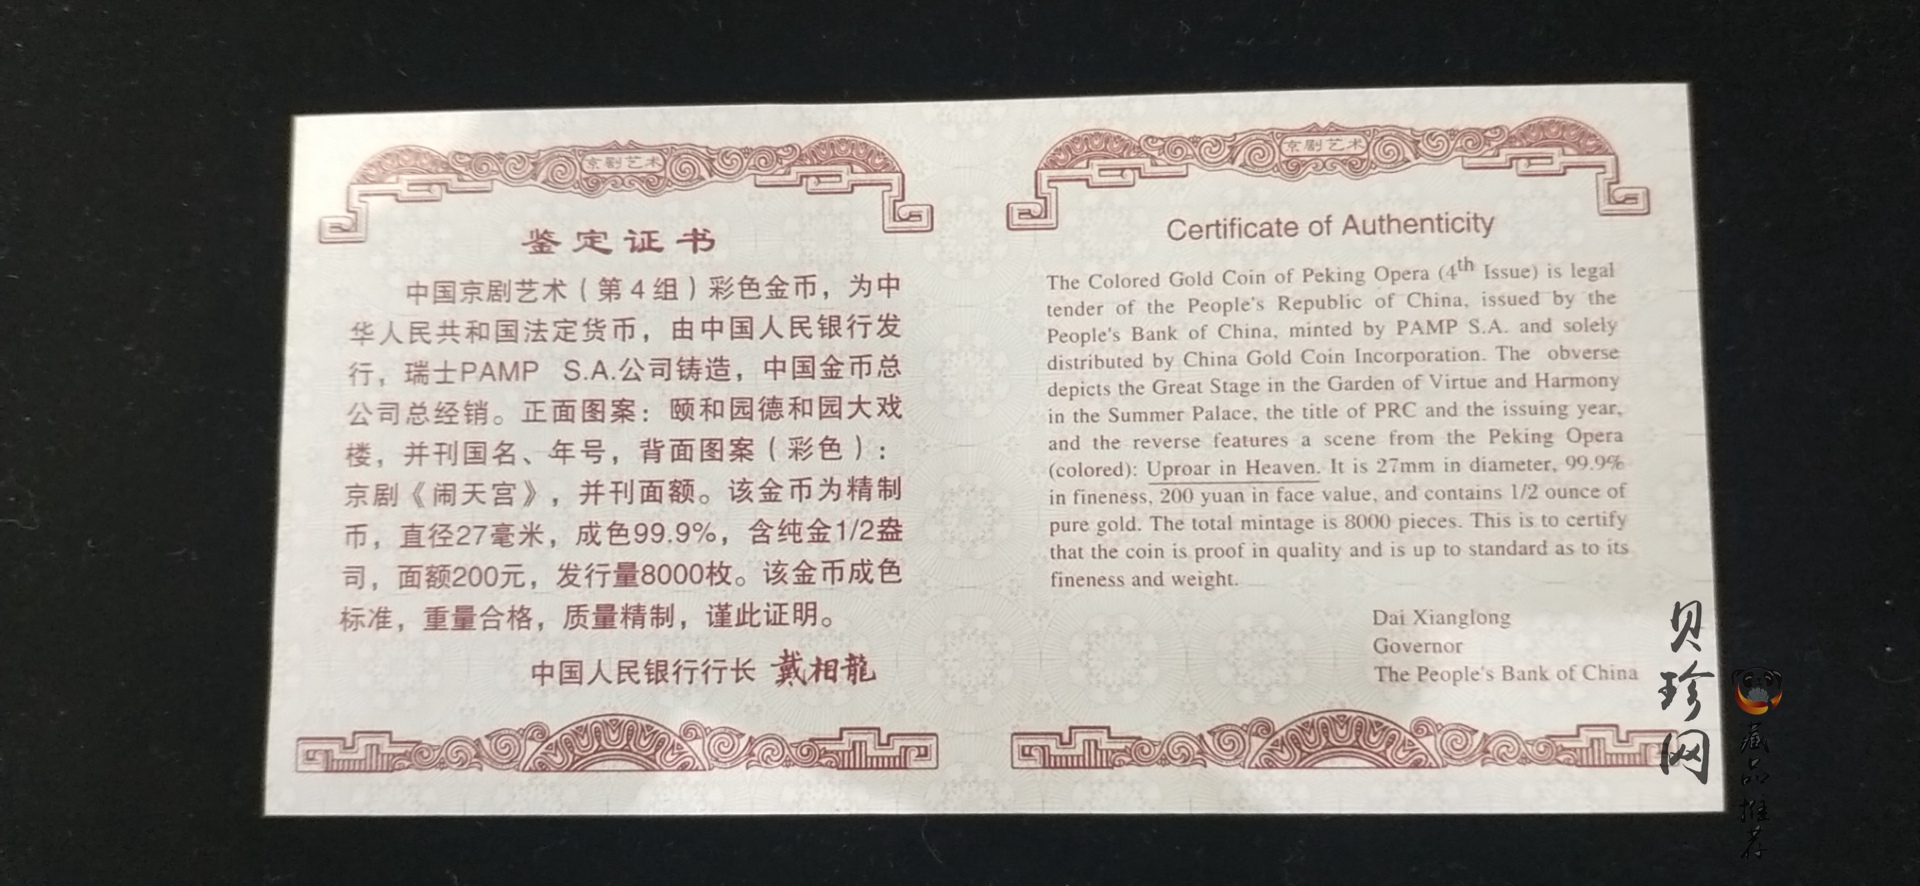 京剧艺术
鉴定证书
中国京剧艺术（第4组）彩色金币，为中
华人民共和国法定货币，由中国人民银行发
行，瑞士PAMP S.A.公司铸造，中国金币总
公司总经销。正面图案：颐和园德和园大戏
楼，并刊国名、年号，背面图案（彩色）：
京剧《闹天宫》，并刊面额。该金币为精制
币，直径27毫米，成色99.9%，含纯金1/2盎
司，面额200元，发行量8000枚。该金币成色
标准，重量合格，质量精制，谨此证明。
中国人民银行行长 戴相龍
京剧艺术
Certificate of Authenticity
The Colored Gold Coin of Peking Opera (4th Issue) is legal
tender of the People's Republic of China, issued by the
People's Bank of China, minted by PAMP S.A. and solely
distributed by China Gold Coin Incorporation. The obverse
depicts the Great Stage in the Garden of Virtue and Harmony
in the Summer Palace, the title of PRC and the issuing year,
and the reverse features a scene from the Peking Opera
(colored): Uproar in Heaven. It is 27mm in diameter, 99.9%
in fineness, 200 yuan in face value, and contains 1/2 ounce of
pure gold. The total mintage is 8000 pieces. This is to certify
that the coin is proof in quality and is up to standard as to its
fineness and weight.
Dai Xianglong
Governor
The People's Bank of China
贝珍网
藏品推荐